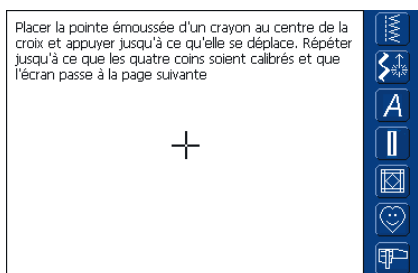 Placer la pointe émoussée d'un crayon au centre de la
croix et appuyer jusqu'à ce qu'elle se déplace. Répéter
jusqu'à ce que les quatre coins soient calibrés et que
l'écran passe à la page suivante
A